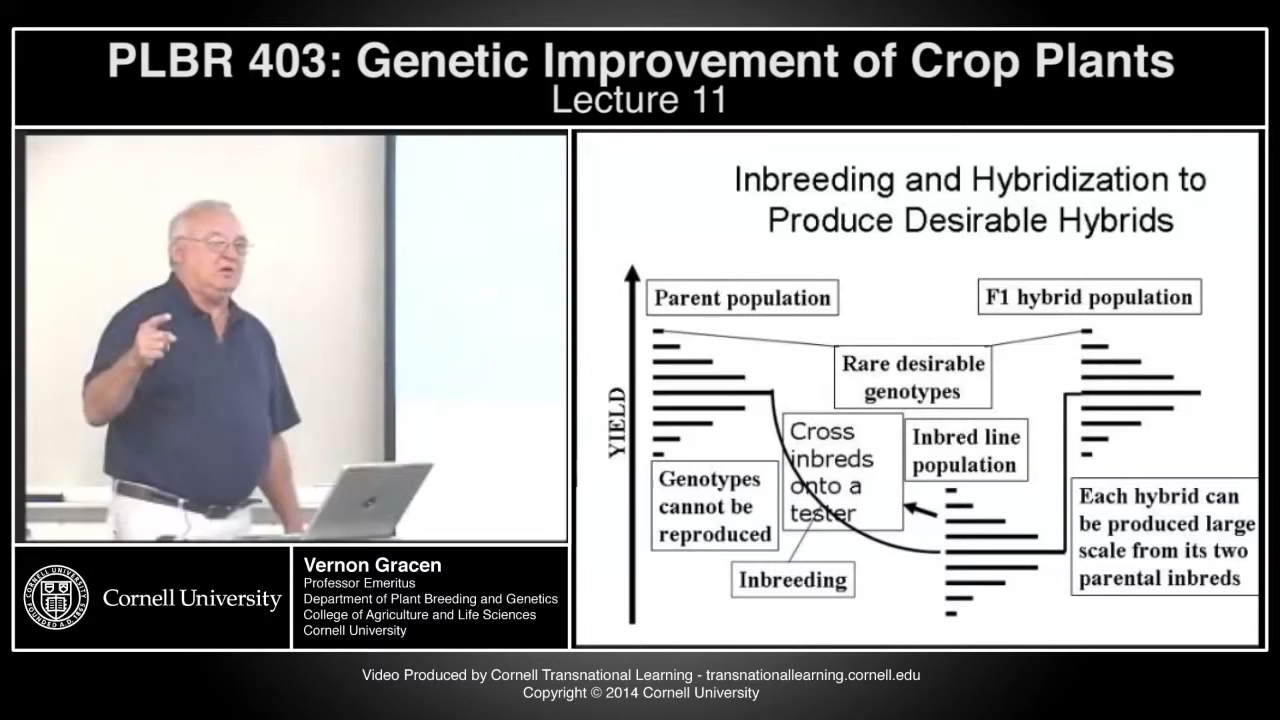 PLBR 403: Genetic Improvement of Crop Plants
Lecture 11
Inbreeding and Hybridization to
Produce Desirable Hybrids
Parent population
F1 hybrid population
Rare desirable
genotypes
YIELD
Cross
inbreds
onto a
tester
Inbred line
population
Genotypes
cannot be
reproduced
Each hybrid can
be produced large
scale from its two
parental inbreds
Inbreeding
Cornell University
Vernon Gracen
Professor Emeritus
Department of Plant Breeding and Genetics
College of Agriculture and Life Sciences
Cornell University
Video Produced by Cornell Transnational Learning - transnationallearning.cornell.edu
Copyright © 2014 Cornell University